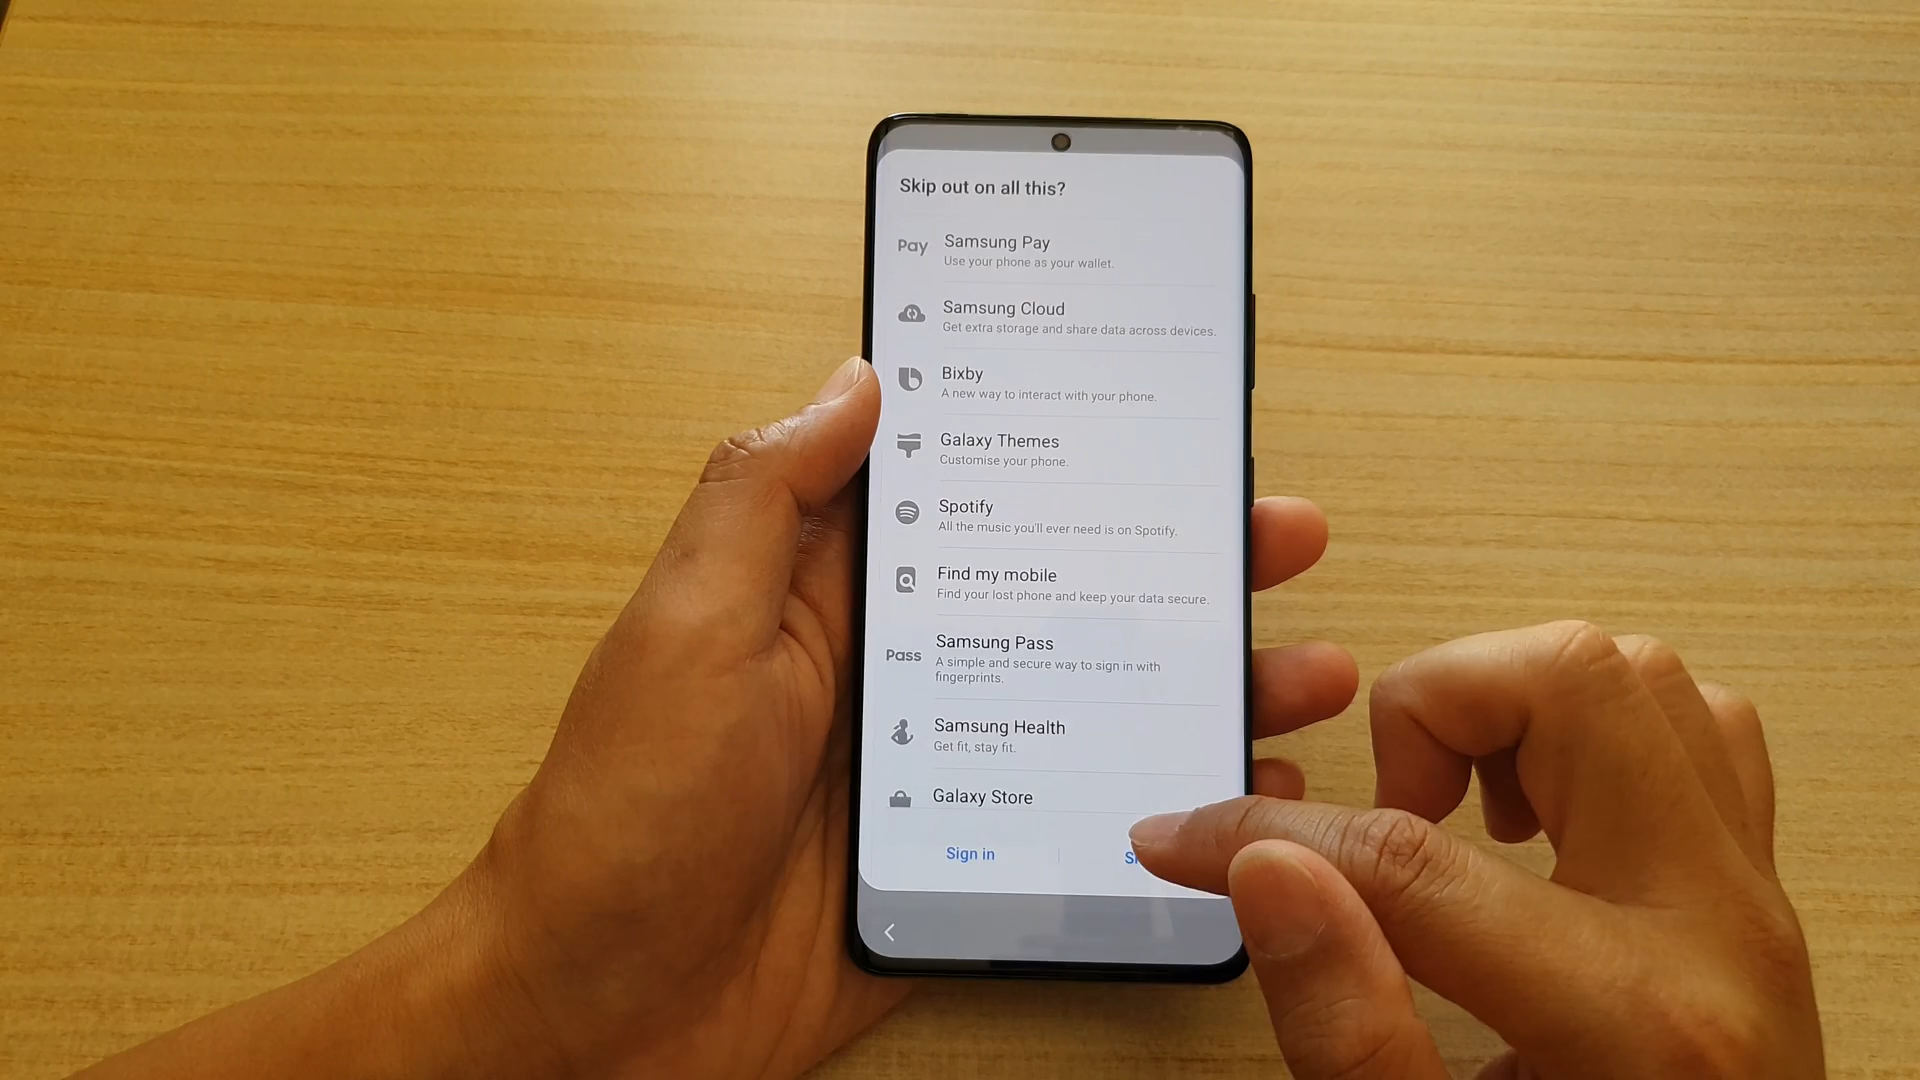 Skip out on all this?
Pay
Samsung Pay
Use your phone as your wallet.
Samsung Cloud
Get extra storage and share data across devices.
Bixby
A new way to interact with your phone.
Galaxy Themes
Customise your phone.
Spotify
All the music you'll ever need is on Spotify.
Find my mobile
Find your lost phone and keep your data secure.
Pass
Samsung Pass
A simple and secure way to sign in with
fingerprints.
Samsung Health
Get fit, stay fit.
Galaxy Store
Sign in